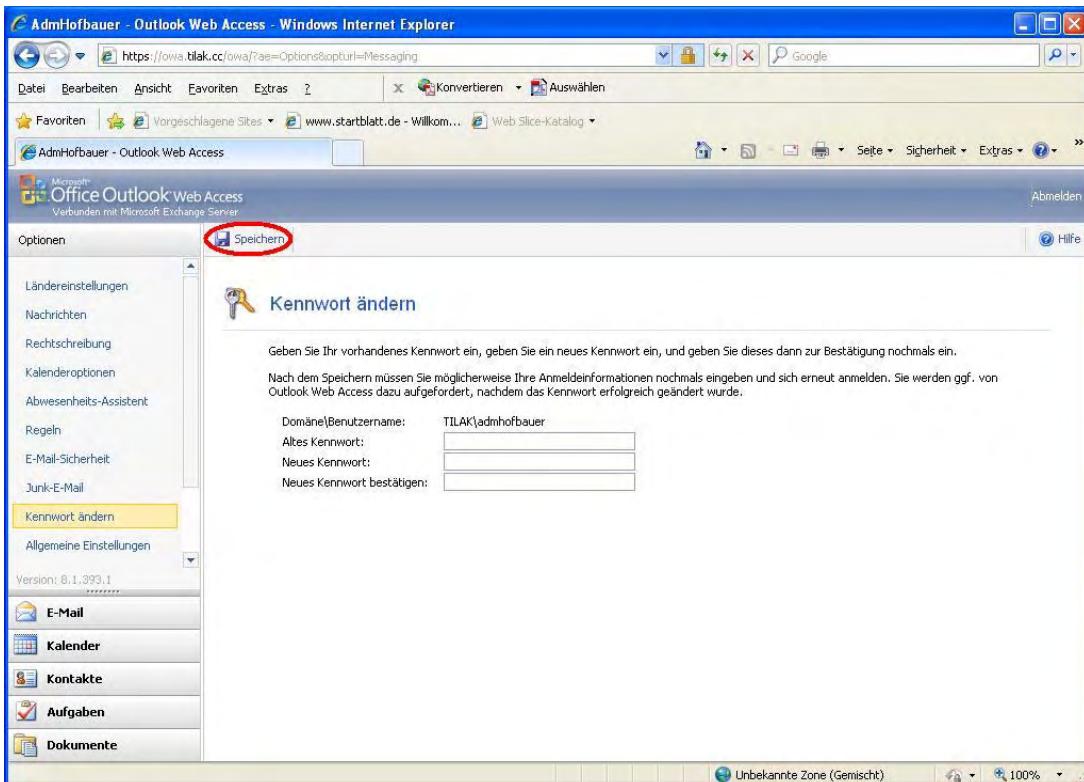 AdmHofbauer - Outlook Web Access - Windows Internet Explorer
https://owa.tilak.cc/owa/?ae=Options&opturl=Messaging
Google
Datei Bearbeiten Ansicht Favoriten Extras ? x Konvertieren Auswählen
Favoriten Vorgeschlagene Sites www.startblatt.de - Willkom... Web Slice-Katalog
AdmHofbauer - Outlook Web Access
Seite Sicherheit Extras »
Microsoft
Office Outlook Web Access
Verbunden mit Microsoft Exchange Server
Abmelden
Optionen
Speichern
Hilfe
Ländereinstellungen
Nachrichten
Rechtschreibung
Kalenderoptionen
Abwesenheits-Assistent
Regeln
E-Mail-Sicherheit
Junk-E-Mail
Kennwort ändern
Allgemeine Einstellungen
Version: 8.1.393.1
E-Mail
Kalender
Kontakte
Aufgaben
Dokumente
Kennwort ändern
Geben Sie Ihr vorhandenes Kennwort ein, geben Sie ein neues Kennwort ein, und geben Sie dieses dann zur Bestätigung nochmals ein.
Nach dem Speichern müssen Sie möglicherweise Ihre Anmeldeinformationen nochmals eingeben und sich erneut anmelden. Sie werden ggf. von
Outlook Web Access dazu aufgefordert, nachdem das Kennwort erfolgreich geändert wurde.
Domäne\Benutzername: TILAK\admhofbauer
Altes Kennwort:
Neues Kennwort:
Neues Kennwort bestätigen:
Unbekannte Zone (Gemischt)
100%